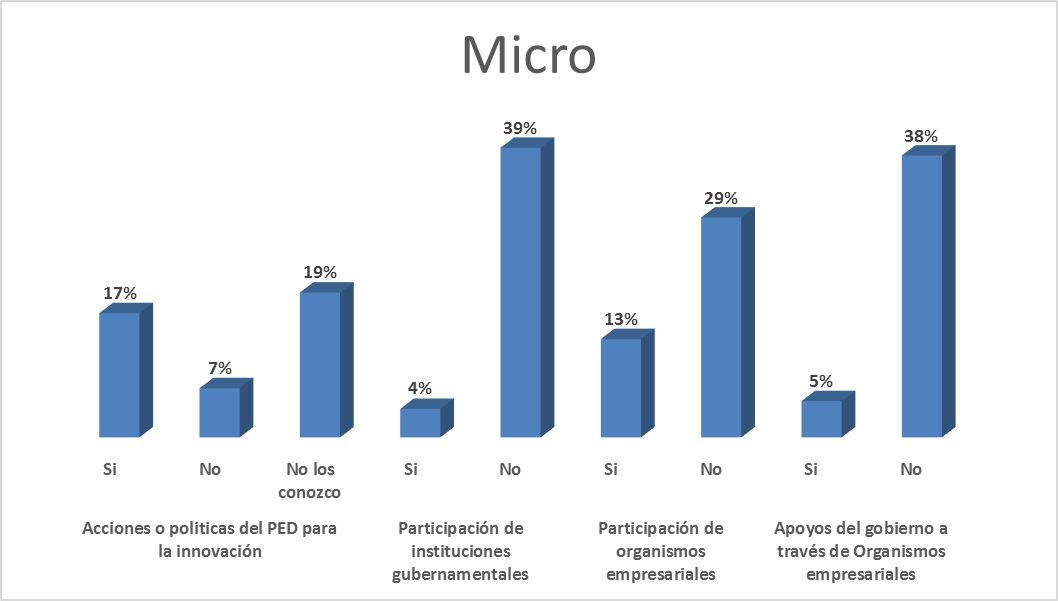 Micro
39%
38%
29%
19%
17%
13%
7%
5%
4%
Si
No
No los
conozco
Si
No
Si
No
Si
No
Acciones o politicas del PED para
la innovación
Participación de
instituciones
gubernamentales
Participación de
organismos
empresariales
Apoyos del gobierno a
través de Organismos
empresariales